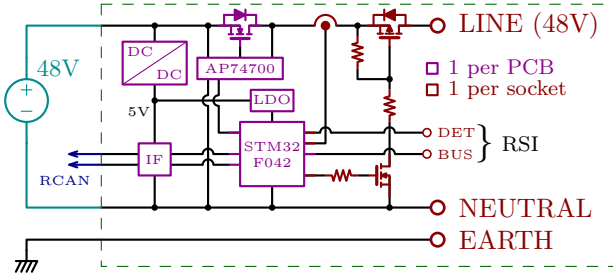 LINE (48V)
DC
DC
48V
AP74700
1 per PCB
1 per socket
LDO
5V
STM32
F042
DET
RSI
IF
BUS
RCAN
NEUTRAL
EARTH